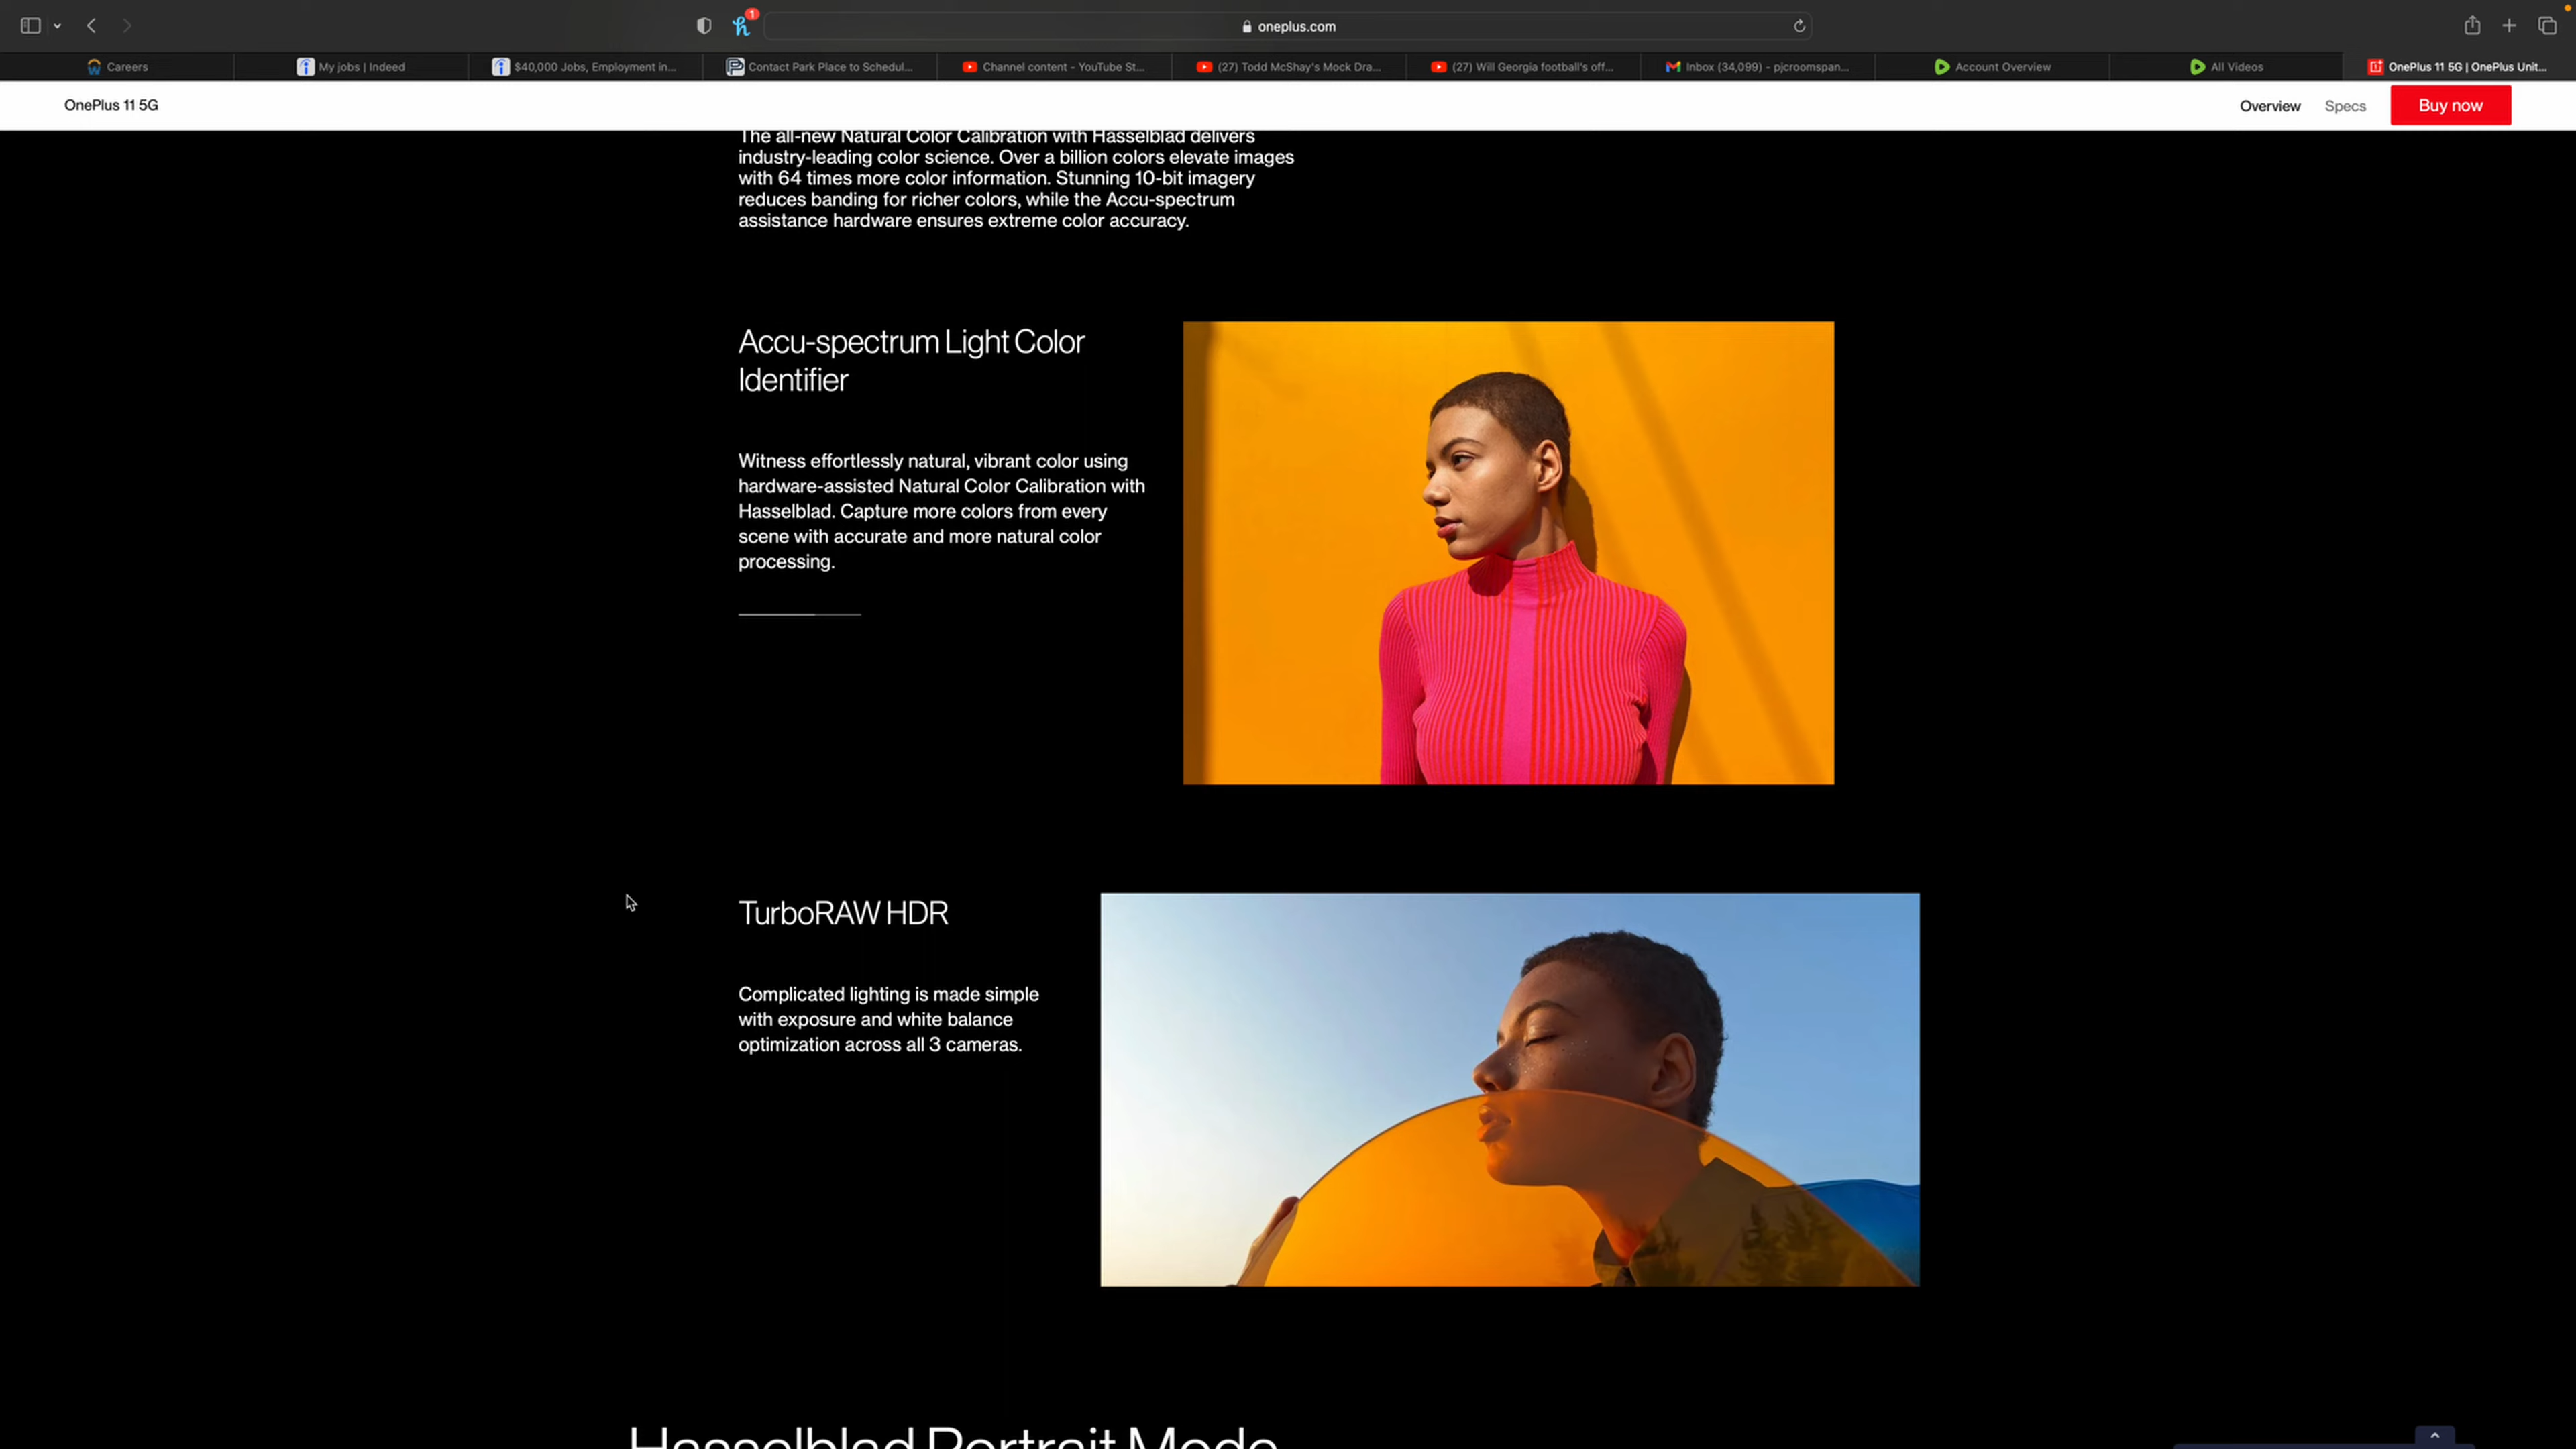 1
oneplus.com
Careers
My jobs | Indeed
$40,000 Jobs, Employment in...
Contact Park Place to Schedul...
Channel content - YouTube St...
(27) Todd McShay's Mock Dra...
(27) Will Georgia football's off...
Inbox (34,099) - pjcroomspan...
Account Overview
All Videos
OnePlus 11 5G | OnePlus Unit...
OnePlus 11 5G
Overview
Specs
Buy now
The all-new Natural Color Calibration with Hasselblad delivers
industry-leading color science. Over a billion colors elevate images
with 64 times more color information. Stunning 10-bit imagery
reduces banding for richer colors, while the Accu-spectrum
assistance hardware ensures extreme color accuracy.
Accu-spectrum Light Color
Identifier
Witness effortlessly natural, vibrant color using
hardware-assisted Natural Color Calibration with
Hasselblad. Capture more colors from every
scene with accurate and more natural color
processing.
TurboRAW HDR
Complicated lighting is made simple
with exposure and white balance
optimization across all 3 cameras.
Hasselblad Portrait Mode